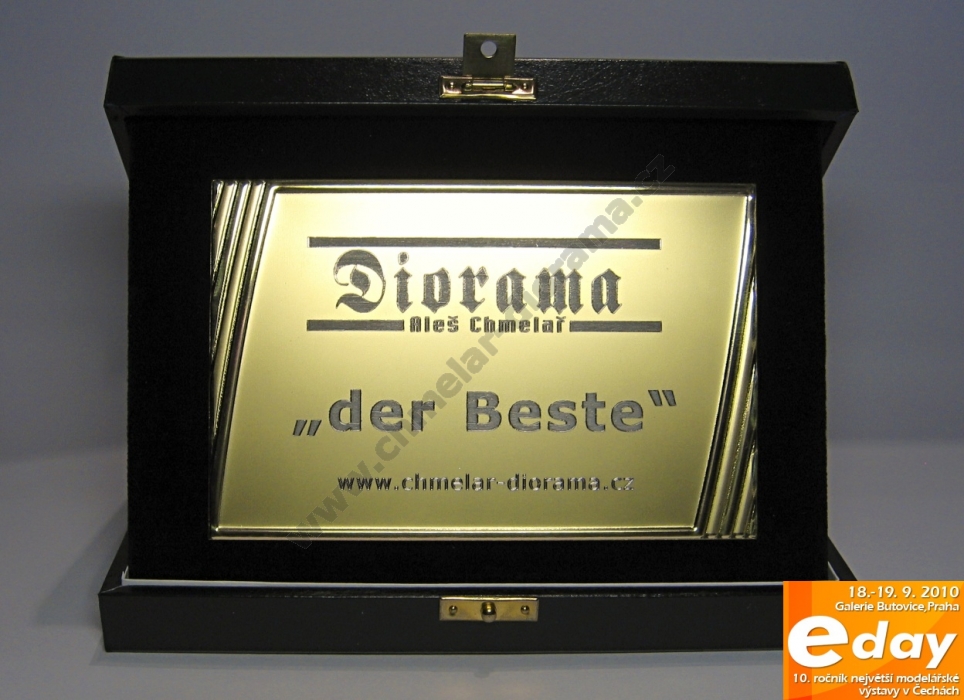 Diorama
Aleš Chmelař
„der Beste“
www.chmelar-diorama.cz
www.chmelar-diorama.cz
18.-19. 9. 2010
Galerie Butovice,Praha
eday
10. ročník největší modelářské
výstavy v Čechách